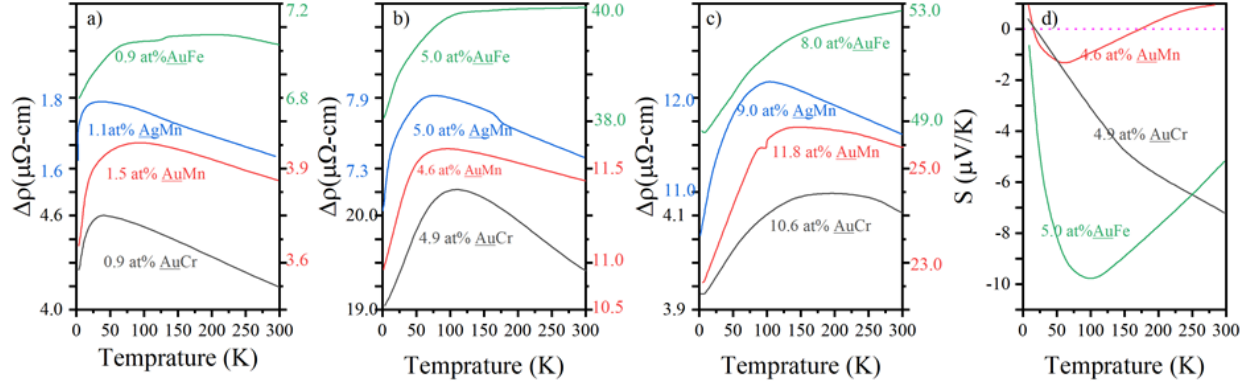 a)
7.2
0.9 at%AuFe
6.8
1.8
1.1at% AgMn
1.6
1.5 at% AuMn
3.9
4.6
0.9 at% AuCr
3.6
4.0
0 50 100 150 200 250 300
Temprature (K)
Δρ(μΩ-cm)
b)
40.0
5.0 at%AuFe
38.0
7.9
5.0 at% AgMn
7.3
4.6 at% AuMn
11.5
20.0
4.9 at% AuCr
11.0
19.0
10.5
0 50 100 150 200 250 300
Temprature (K)
Δρ(μΩ-cm)
c)
53.0
8.0 at%AuFe
49.0
12.0
9.0 at% AgMn
11.8 at% AuMn
25.0
11.0
4.1
10.6 at% AuCr
23.0
3.9
0 50 100 150 200 250 300
Temprature (K)
Δρ(μΩ-cm)
d)
0
4.6 at% AuMn
-2
-4
4.9 at% AuCr
-6
-8
5.0 at%AuFe
-10
0 50 100 150 200 250 300
Temprature (K)
S (μV/K)